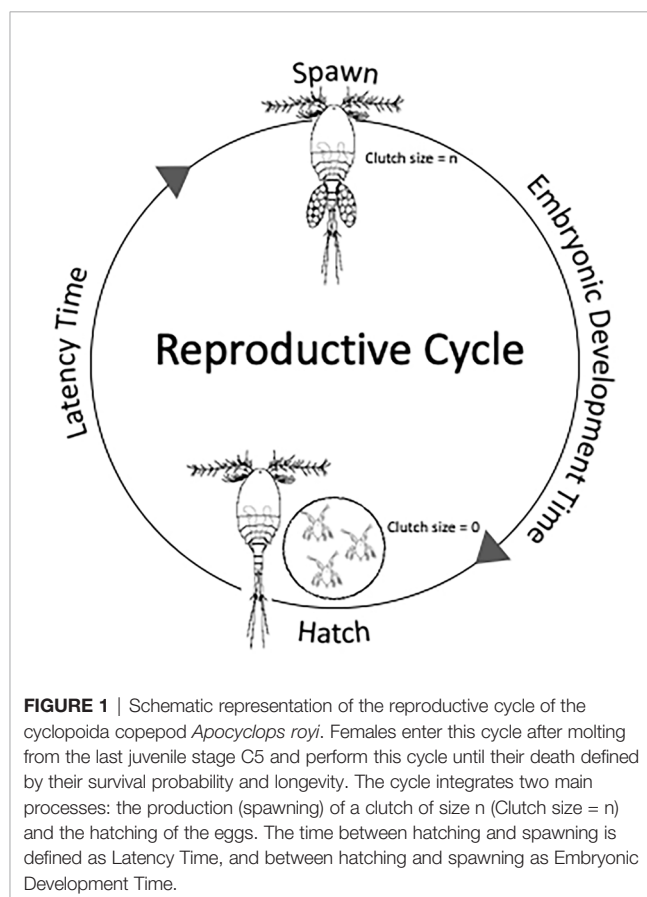 Spawn
Clutch size = n
Embryonic Development Time
Latency Time
Reproductive Cycle
Clutch size = 0
Hatch
FIGURE 1 | Schematic representation of the reproductive cycle of the
cyclopoida copepod Apocyclops royi. Females enter this cycle after molting
from the last juvenile stage C5 and perform this cycle until their death defined
by their survival probability and longevity. The cycle integrates two main
processes: the production (spawning) of a clutch of size n (Clutch size = n)
and the hatching of the eggs. The time between hatching and spawning is
defined as Latency Time, and between hatching and spawning as Embryonic
Development Time.